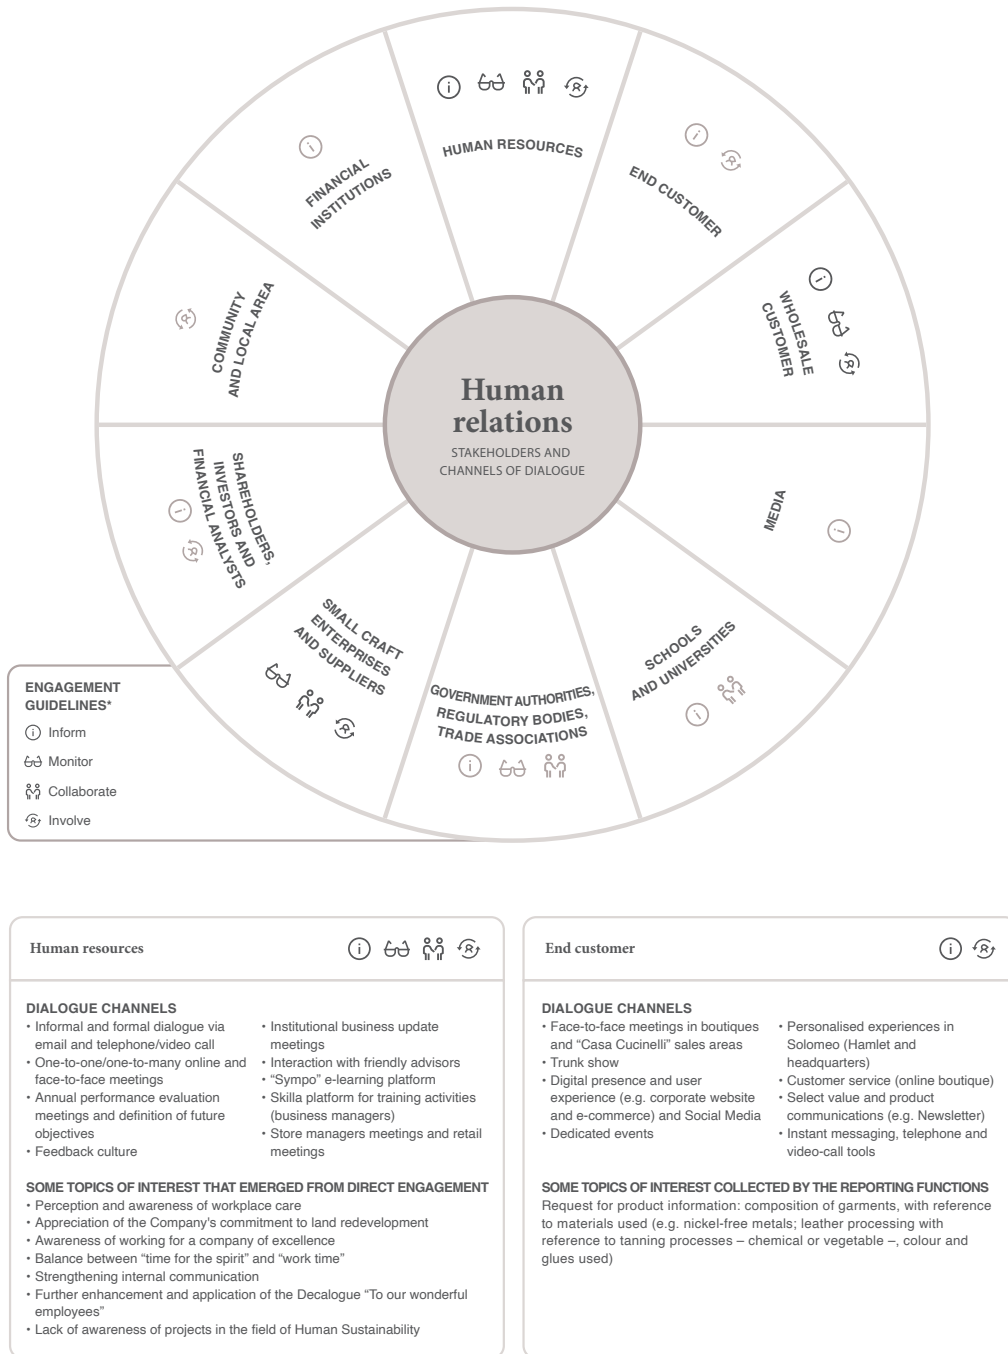 HUMAN RESOURCES
END CUSTOMER
WHOLESALE
CUSTOMER
MEDIA
SCHOOLS
AND UNIVERSITIES
GOVERNMENT AUTHORITIES,
REGULATORY BODIES,
TRADE ASSOCIATIONS
SMALL CRAFT
ENTERPRISES
AND SUPPLIERS
SHAREHOLDERS,
INVESTORS AND
FINANCIAL ANALYSTS
COMMUNITY
AND LOCAL AREA
FINANCIAL
INSTITUTIONS
Human
relations
STAKEHOLDERS AND
CHANNELS OF DIALOGUE
ENGAGEMENT
GUIDELINES*
Inform
Monitor
Collaborate
Involve
Human resources
DIALOGUE CHANNELS
• Informal and formal dialogue via
email and telephone/video call
• One-to-one/one-to-many online and
face-to-face meetings
• Annual performance evaluation
meetings and definition of future
objectives
• Feedback culture
• Institutional business update
meetings
• Interaction with friendly advisors
• “Sympo” e-learning platform
• Skilla platform for training activities
(business managers)
• Store managers meetings and retail
meetings
SOME TOPICS OF INTEREST THAT EMERGED FROM DIRECT ENGAGEMENT
• Perception and awareness of workplace care
• Appreciation of the Company’s commitment to land redevelopment
• Awareness of working for a company of excellence
• Balance between “time for the spirit” and “work time”
• Strengthening internal communication
• Further enhancement and application of the Decalogue “To our wonderful
employees”
• Lack of awareness of projects in the field of Human Sustainability
End customer
DIALOGUE CHANNELS
• Face-to-face meetings in boutiques
and “Casa Cucinelli” sales areas
• Trunk show
• Digital presence and user
experience (e.g. corporate website
and e-commerce) and Social Media
• Dedicated events
• Personalised experiences in
Solomeo (Hamlet and
headquarters)
• Customer service (online boutique)
• Select value and product
communications (e.g. Newsletter)
• Instant messaging, telephone and
video-call tools
SOME TOPICS OF INTEREST COLLECTED BY THE REPORTING FUNCTIONS
Request for product information: composition of garments, with reference
to materials used (e.g. nickel-free metals; leather processing with
reference to tanning processes – chemical or vegetable –, colour and
glues used)